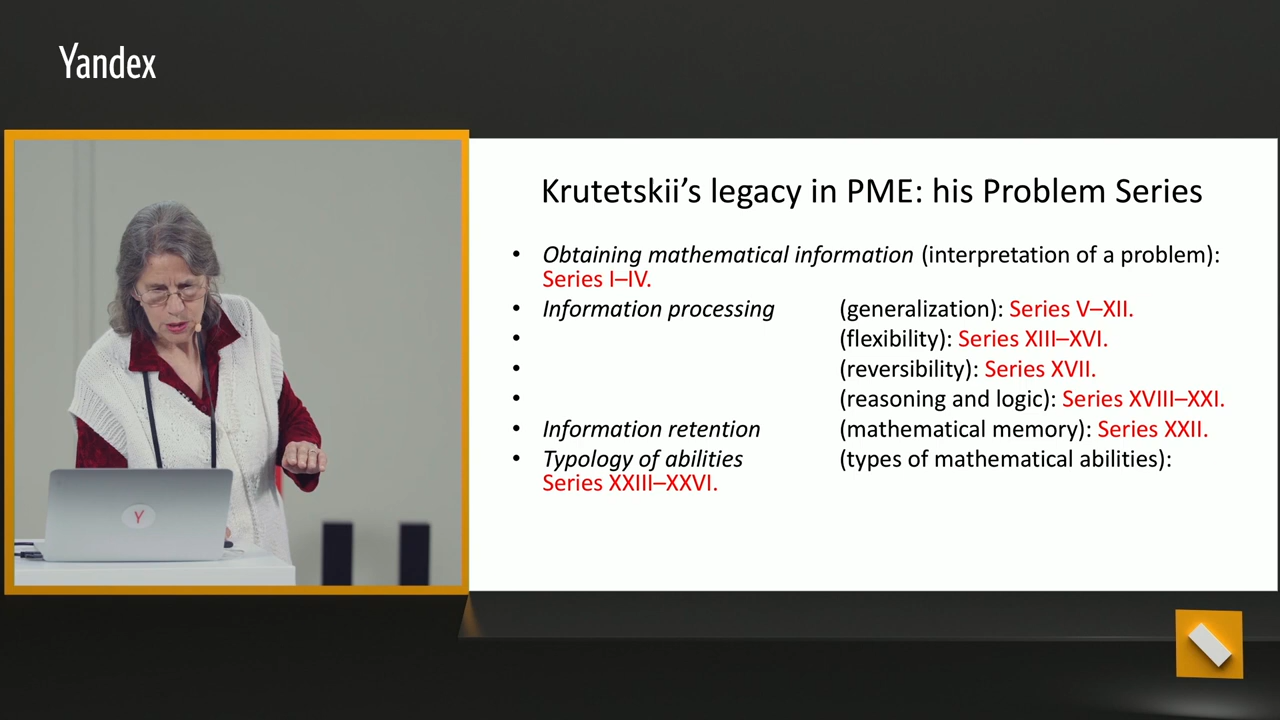 Yandex
Krutetskii’s legacy in PME: his Problem Series
• Obtaining mathematical information (interpretation of a problem):
Series I–IV.
• Information processing (generalization): Series V–XII.
• (flexibility): Series XIII–XVI.
• (reversibility): Series XVII.
• (reasoning and logic): Series XVIII–XXI.
• Information retention (mathematical memory): Series XXII.
• Typology of abilities (types of mathematical abilities):
Series XXIII–XXVI.
Y